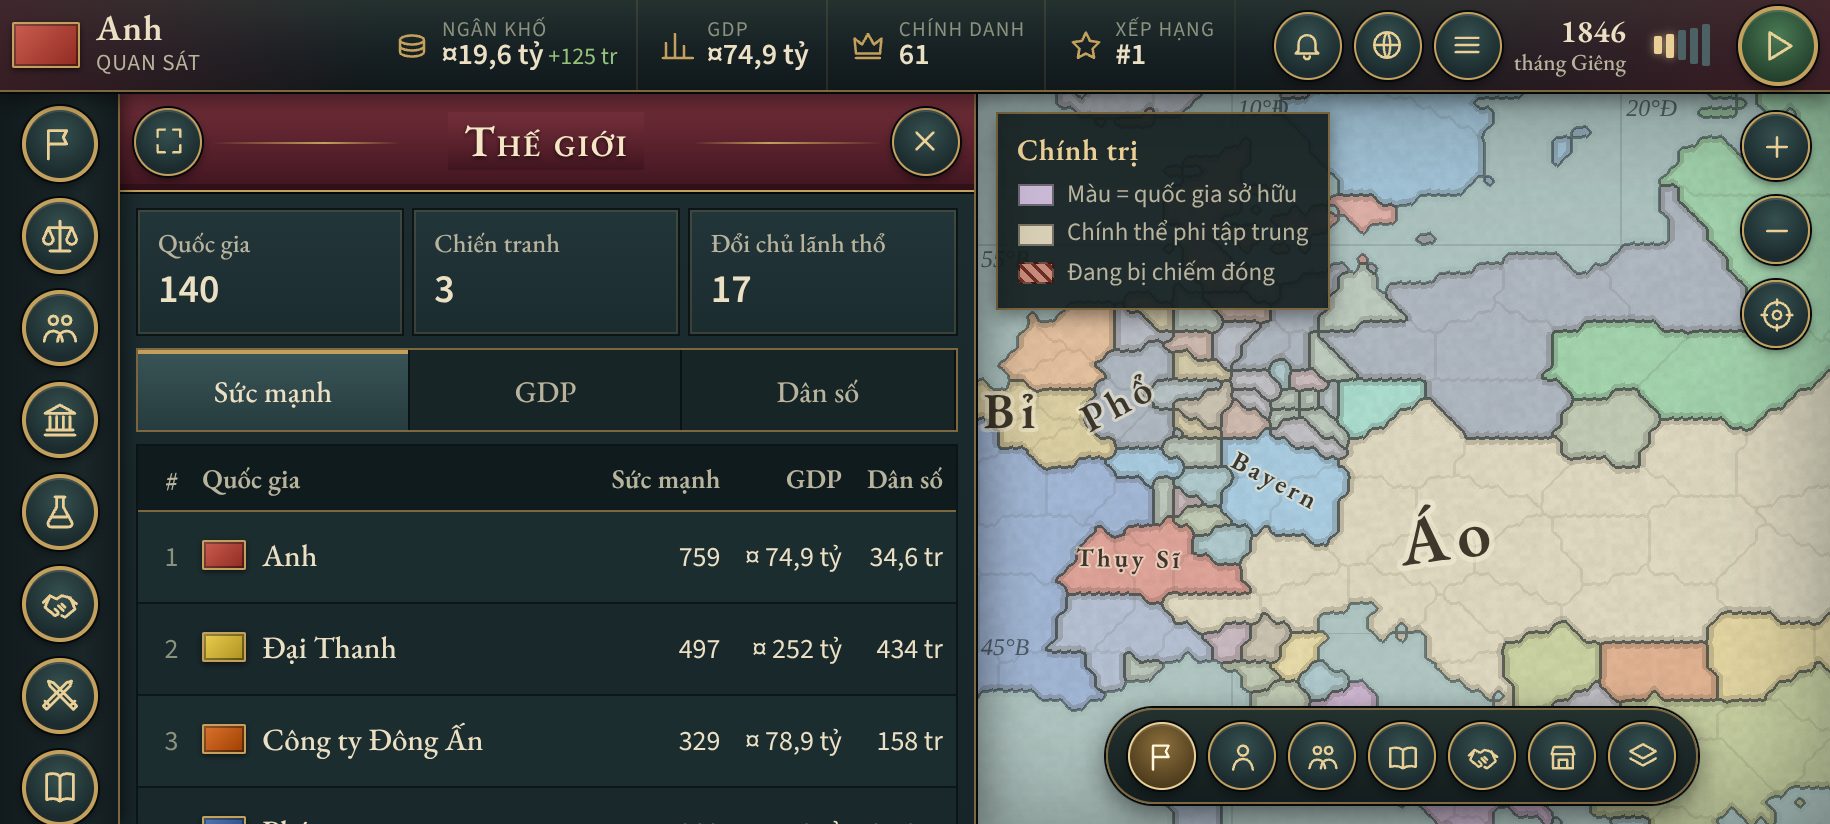 Anh
QUAN SÁT
NGÂN KHỐ
¤19,6 tỷ +125 tr
GDP
¤74,9 tỷ
CHÍNH DANH
61
XẾP HẠNG
#1
1846
tháng Giêng
Thế giới
Quốc gia
140
Chiến tranh
3
Đổi chủ lãnh thổ
17
Sức mạnh
GDP
Dân số
# Quốc gia Sức mạnh GDP Dân số
1 Anh 759 ¤ 74,9 tỷ 34,6 tr
2 Đại Thanh 497 ¤ 252 tỷ 434 tr
3 Công ty Đông Ấn 329 ¤ 78,9 tỷ 158 tr
10°Đ
20°Đ
Chính trị
Màu = quốc gia sở hữu
Chính thể phi tập trung
Đang bị chiếm đóng
Bỉ
Phổ
Bayern
Áo
Thụy Sĩ
45°B